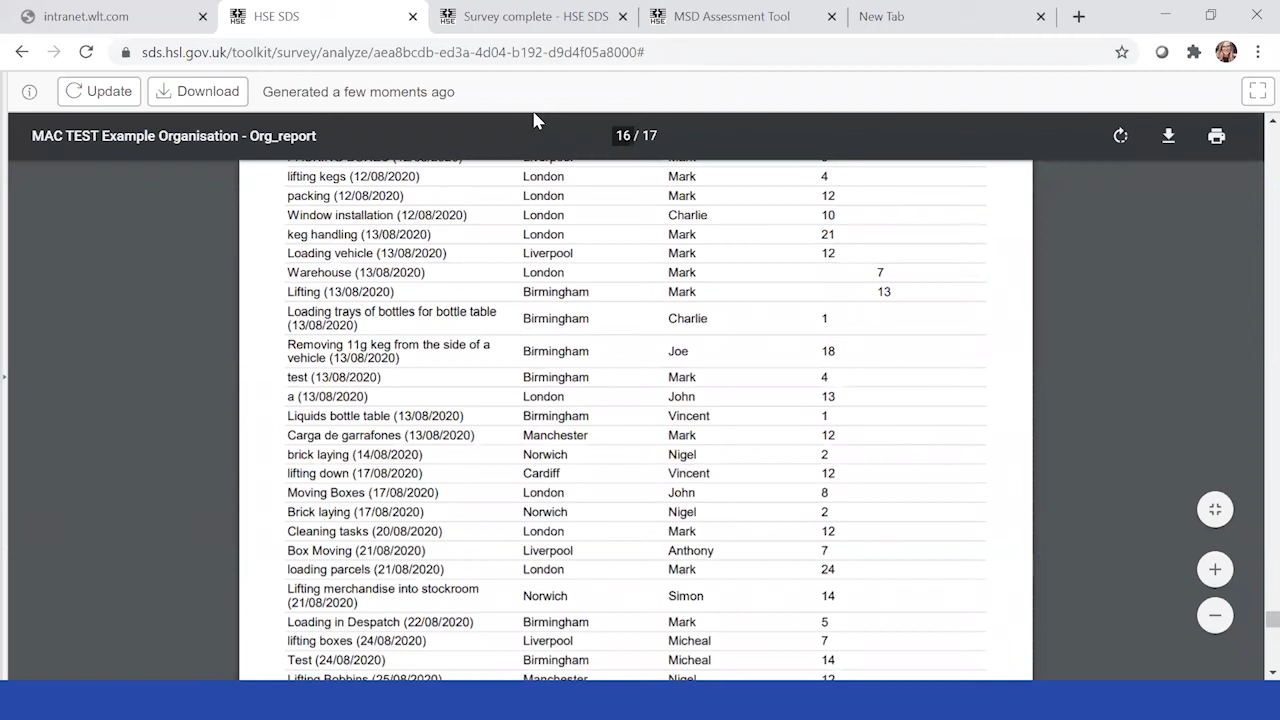 intranet.wlt.com
HSE SDS
Survey complete - HSE SDS
MSD Assessment Tool
New Tab
sds.hsl.gov.uk/toolkit/survey/analyze/aea8bcdb-ed3a-4d04-b192-d9d4f05a8000#
Update Download Generated a few moments ago
MAC TEST Example Organisation - Org_report 16 / 17
lifting kegs (12/08/2020) London Mark 4
packing (12/08/2020) London Mark 12
Window installation (12/08/2020) London Charlie 10
keg handling (13/08/2020) London Mark 21
Loading vehicle (13/08/2020) Liverpool Mark 12
Warehouse (13/08/2020) London Mark 7
Lifting (13/08/2020) Birmingham Mark 13
Loading trays of bottles for bottle table
(13/08/2020) Birmingham Charlie 1
Removing 11g keg from the side of a
vehicle (13/08/2020) Birmingham Joe 18
test (13/08/2020) Birmingham Mark 4
a (13/08/2020) London John 13
Liquids bottle table (13/08/2020) Birmingham Vincent 1
Carga de garrafones (13/08/2020) Manchester Mark 12
brick laying (14/08/2020) Norwich Nigel 2
lifting down (17/08/2020) Cardiff Vincent 12
Moving Boxes (17/08/2020) London John 8
Brick laying (17/08/2020) Norwich Nigel 2
Cleaning tasks (20/08/2020) London Mark 12
Box Moving (21/08/2020) Liverpool Anthony 7
loading parcels (21/08/2020) London Mark 24
Lifting merchandise into stockroom
(21/08/2020) Norwich Simon 14
Loading in Despatch (22/08/2020) Birmingham Mark 5
lifting boxes (24/08/2020) Liverpool Micheal 7
Test (24/08/2020) Birmingham Micheal 14
Lifting Bobbins (25/08/2020) Manchester Nigel 12